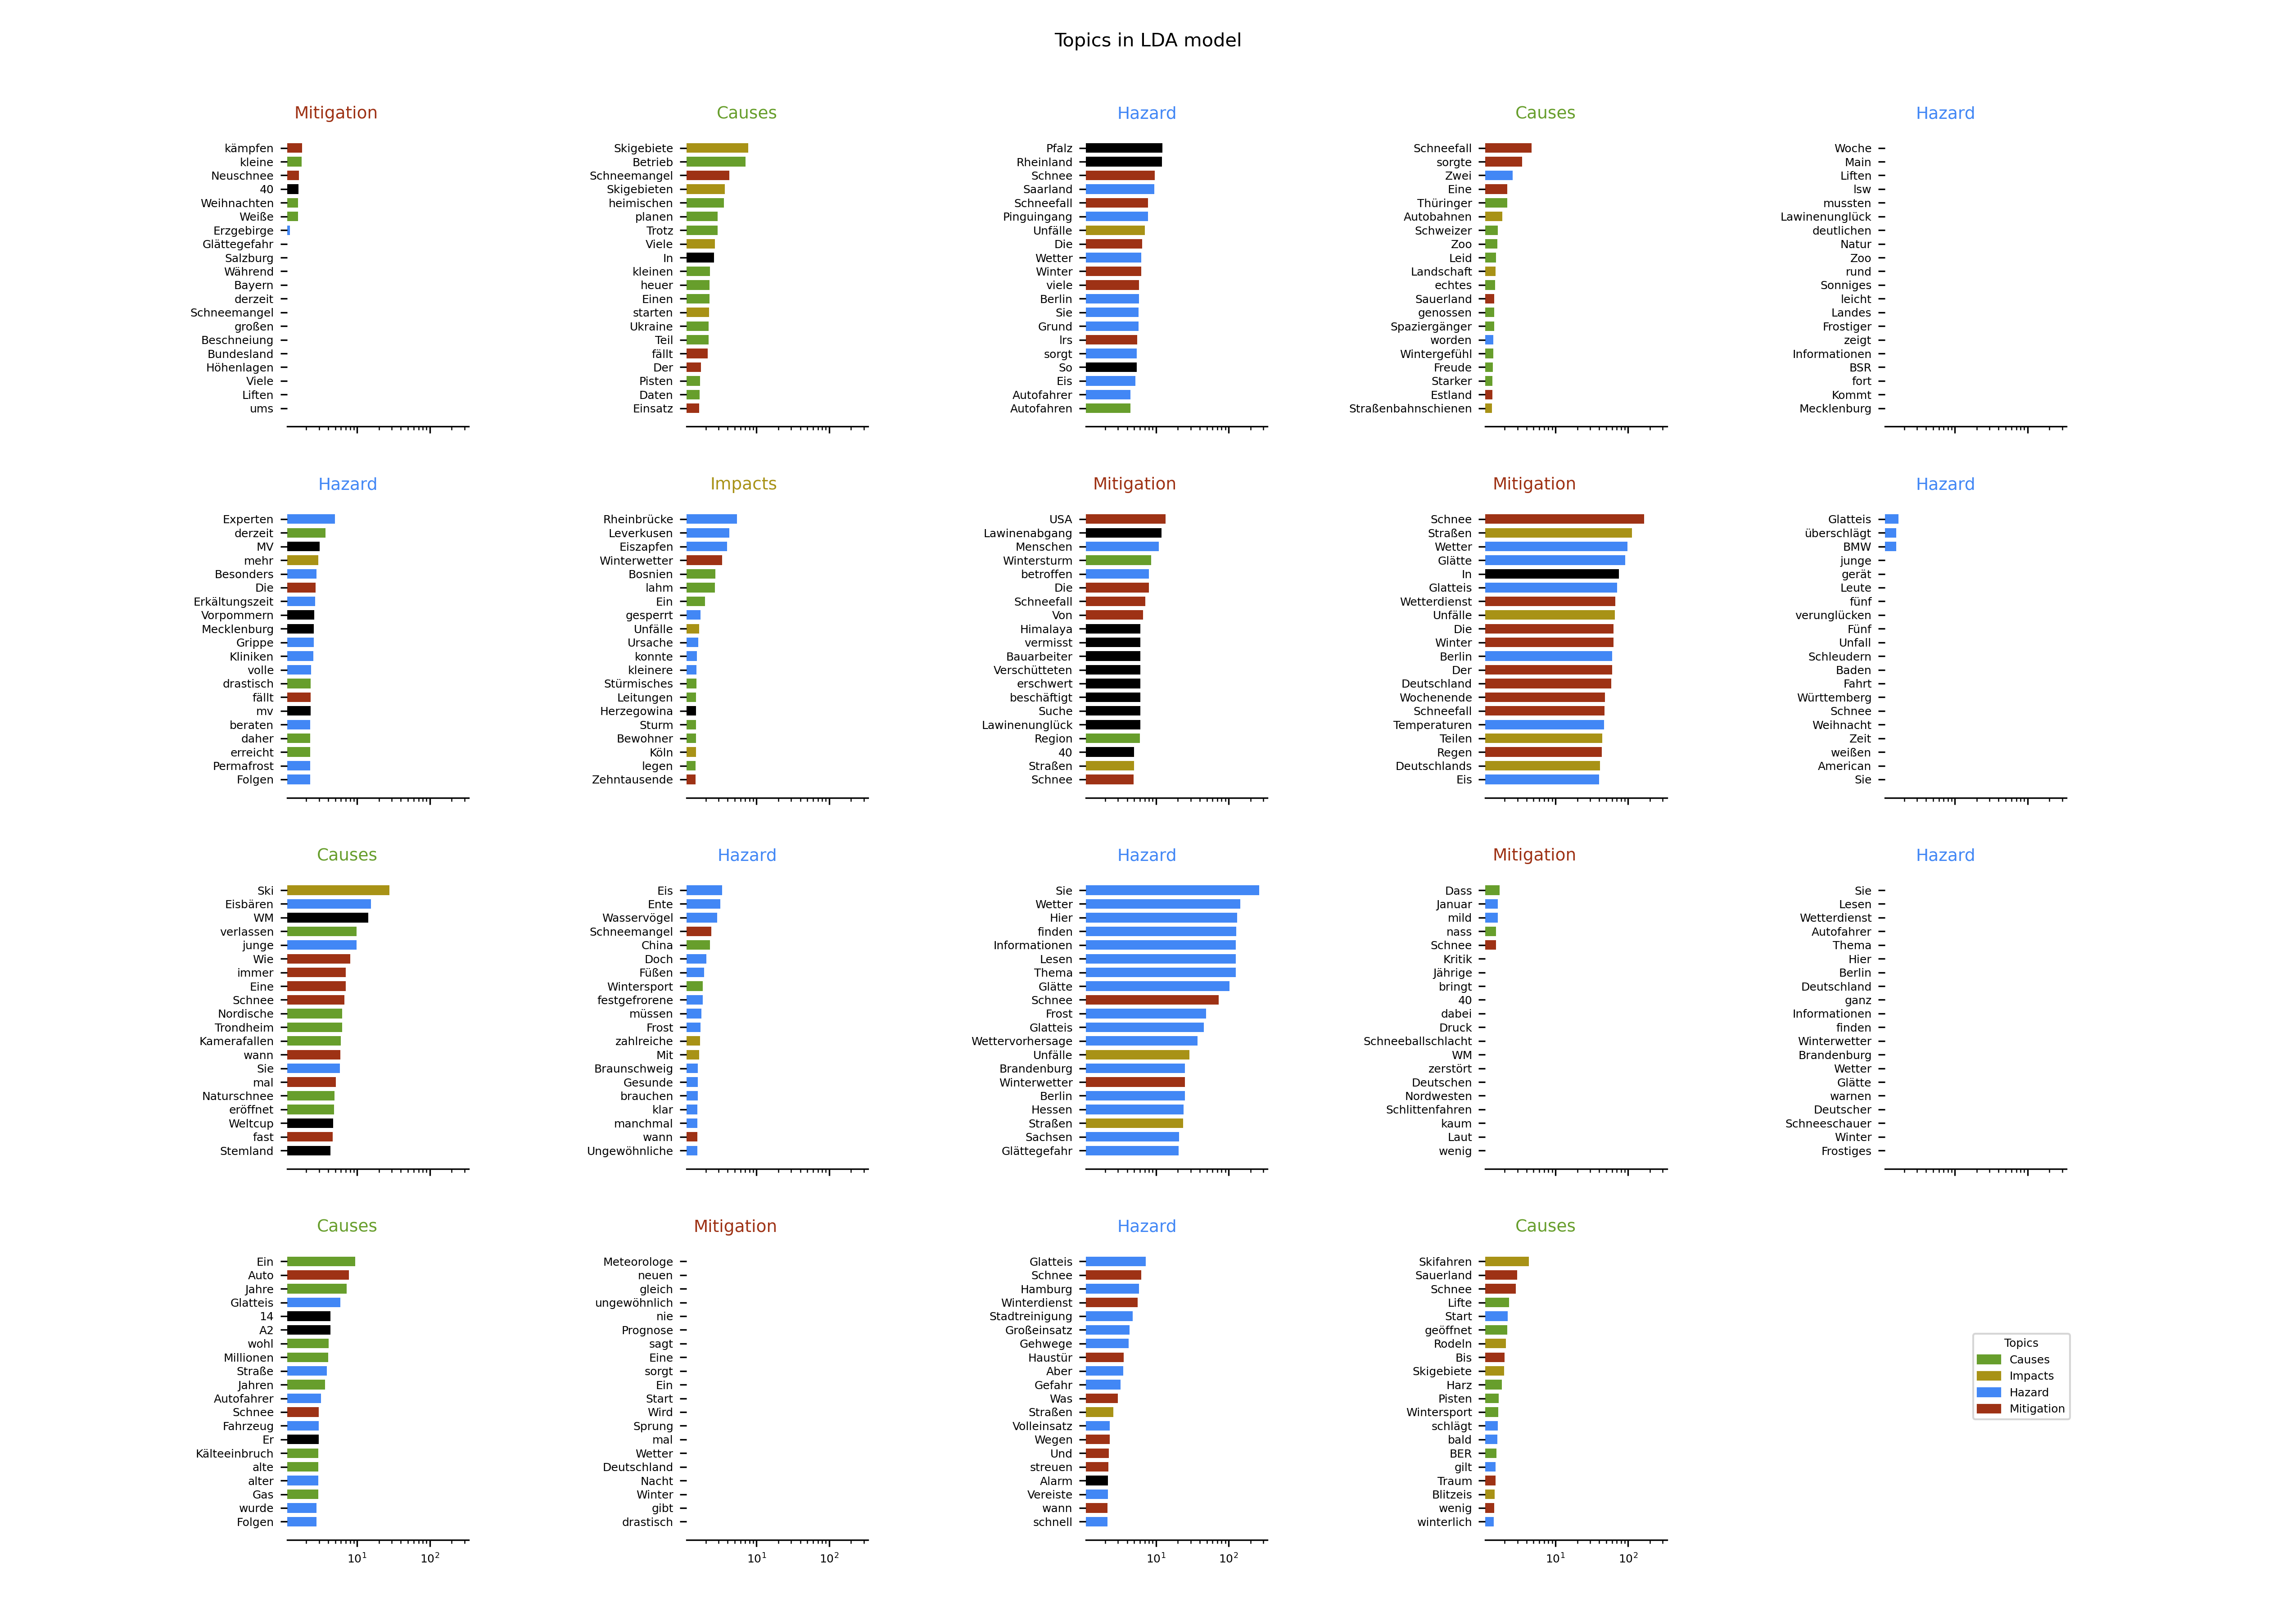 Topics in LDA model
Mitigation
kämpfen
kleine
Neuschnee
40
Weihnachten
Weiße
Erzgebirge
Glättegefahr
Salzburg
Während
Bayern
derzeit
Schneemangel
großen
Beschneiung
Bundesland
Höhenlagen
Viele
Liften
ums
Causes
Skigebiete
Betrieb
Schneemangel
Skigebieten
heimischen
planen
Trotz
Viele
In
kleinen
heuer
Einen
starten
Ukraine
Teil
fällt
Der
Pisten
Daten
Einsatz
Hazard
Pfalz
Rheinland
Schnee
Saarland
Schneefall
Pinguingang
Unfälle
Die
Wetter
Winter
viele
Berlin
Sie
Grund
lrs
sorgt
So
Eis
Autofahrer
Autofahren
Causes
Schneefall
sorgte
Zwei
Eine
Thüringer
Autobahnen
Schweizer
Zoo
Leid
Landschaft
echtes
Sauerland
genossen
Spaziergänger
worden
Wintergefühl
Freude
Starker
Estland
Straßenbahnschienen
Hazard
Woche
Main
Liften
lsw
mussten
Lawinenunglück
deutlichen
Natur
Zoo
rund
Sonniges
leicht
Landes
Frostiger
zeigt
Informationen
BSR
fort
Kommt
Mecklenburg
Hazard
Experten
derzeit
MV
mehr
Besonders
Die
Erkältungszeit
Vorpommern
Mecklenburg
Grippe
Kliniken
volle
drastisch
fällt
mv
beraten
daher
erreicht
Permafrost
Folgen
Impacts
Rheinbrücke
Leverkusen
Eiszapfen
Winterwetter
Bosnien
lahm
Ein
gesperrt
Unfälle
Ursache
konnte
kleinere
Stürmisches
Leitungen
Herzegowina
Sturm
Bewohner
Köln
legen
Zehntausende
Mitigation
USA
Lawinenabgang
Menschen
Wintersturm
betroffen
Die
Schneefall
Von
Himalaya
vermisst
Bauarbeiter
Verschütteten
erschwert
beschäftigt
Suche
Lawinenunglück
Region
40
Straßen
Schnee
Mitigation
Schnee
Straßen
Wetter
Glätte
In
Glatteis
Wetterdienst
Unfälle
Die
Winter
Berlin
Der
Deutschland
Wochenende
Schneefall
Temperaturen
Teilen
Regen
Deutschlands
Eis
Hazard
Glatteis
überschlägt
BMW
junge
gerät
Leute
fünf
verunglücken
Fünf
Unfall
Schleudern
Baden
Fahrt
Württemberg
Schnee
Weihnacht
Zeit
weißen
American
Sie
Causes
Ski
Eisbären
WM
verlassen
junge
Wie
immer
Eine
Schnee
Nordische
Trondheim
Kamerafallen
wann
Sie
mal
Naturschnee
eröffnet
Weltcup
fast
Stemland
Hazard
Eis
Ente
Wasservögel
Schneemangel
China
Doch
Füßen
Wintersport
festgefrorene
müssen
Frost
zahlreiche
Mit
Braunschweig
Gesunde
brauchen
klar
manchmal
wann
Ungewöhnliche
Hazard
Sie
Wetter
Hier
finden
Informationen
Lesen
Thema
Glätte
Schnee
Frost
Glatteis
Wettervorhersage
Unfälle
Brandenburg
Winterwetter
Berlin
Hessen
Straßen
Sachsen
Glättegefahr
Mitigation
Dass
Januar
mild
nass
Schnee
Kritik
Jährige
bringt
40
dabei
Druck
Schneeballschlacht
WM
zerstört
Deutschen
Nordwesten
Schlittenfahren
kaum
Laut
wenig
Hazard
Sie
Lesen
Wetterdienst
Autofahrer
Thema
Hier
Berlin
Deutschland
ganz
Informationen
finden
Winterwetter
Brandenburg
Wetter
Glätte
warnen
Deutscher
Schneeschauer
Winter
Frostiges
Causes
Ein
Auto
Jahre
Glatteis
14
A2
wohl
Millionen
Straße
Jahren
Autofahrer
Schnee
Fahrzeug
Er
Kälteeinbruch
alte
alter
Gas
wurde
Folgen
10¹ 10²
Mitigation
Meteorologe
neuen
gleich
ungewöhnlich
nie
Prognose
sagt
Eine
sorgt
Ein
Start
Wird
Sprung
mal
Wetter
Deutschland
Nacht
Winter
gibt
drastisch
10¹ 10²
Hazard
Glatteis
Schnee
Hamburg
Winterdienst
Stadtreinigung
Großeinsatz
Gehwege
Haustür
Aber
Gefahr
Was
Straßen
Volleinsatz
Wegen
Und
streuen
Alarm
Vereiste
wann
schnell
10¹ 10²
Causes
Skifahren
Sauerland
Schnee
Lifte
Start
geöffnet
Rodeln
Bis
Skigebiete
Harz
Pisten
Wintersport
schlägt
bald
BER
gilt
Traum
Blitzeis
wenig
winterlich
10¹ 10²
Topics
Causes
Impacts
Hazard
Mitigation